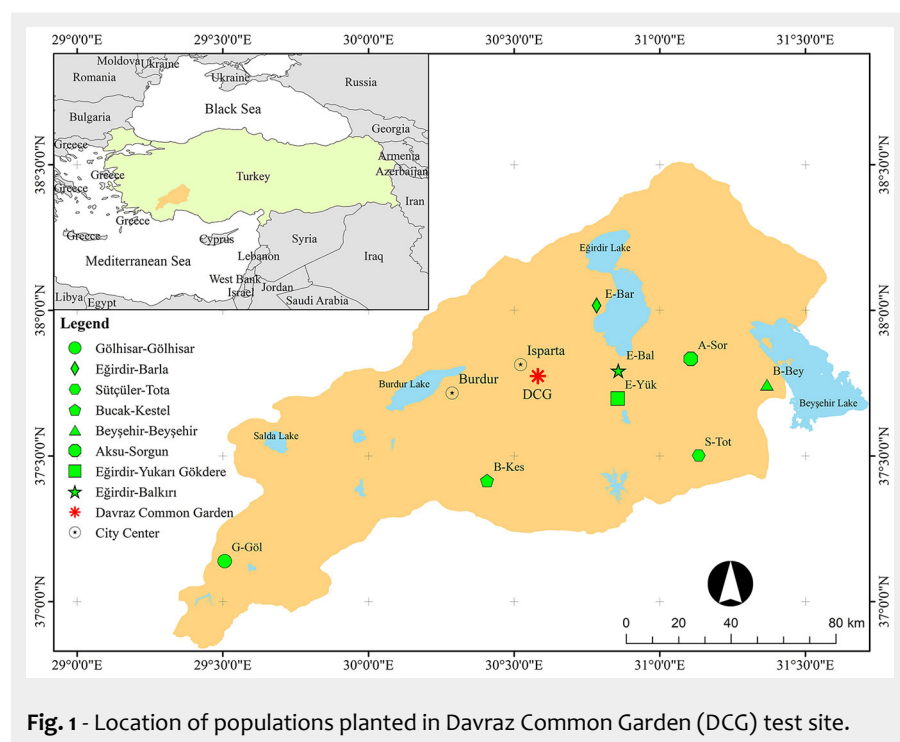 29°0'0"E 29°30'0"E 30°0'0"E 30°30'0"E 31°0'0"E 31°30'0"E
Moldova
Ukraine
Romania
Ukraine
Russia
Black Sea
Bulgaria
Georgia
Greece
Armenia
Azerbaijan
Greece
Greece
Turkey
Iran
Greece
Greece
Cyprus
Syria
Lebanon
Iraq
Mediterranean Sea
West Bank
Israel
Jordan
Libya
Egypt
Saudi Arabia
38°30'0"N
38°0'0"N
37°30'0"N
37°0'0"N
38°30'0"N
38°0'0"N
37°30'0"N
37°0'0"N
Legend
Gölhisar-Gölhisar
Eğirdir-Barla
Sütçüler-Tota
Bucak-Kestel
Beyşehir-Beyşehir
Aksu-Sorgun
Eğirdir-Yukarı Gökdere
Eğirdir-Balkırı
Davraz Common Garden
City Center
Eğirdir Lake
E-Bar
Isparta
E-Bal
A-Sor
B-Bey
Burdur Lake
Burdur
DCG
E-Yük
Beyşehir Lake
Salda Lake
S-Tot
B-Kes
G-Göl
0 20 40 80 km
29°0'0"E 29°30'0"E 30°0'0"E 30°30'0"E 31°0'0"E 31°30'0"E
Fig. 1 - Location of populations planted in Davraz Common Garden (DCG) test site.